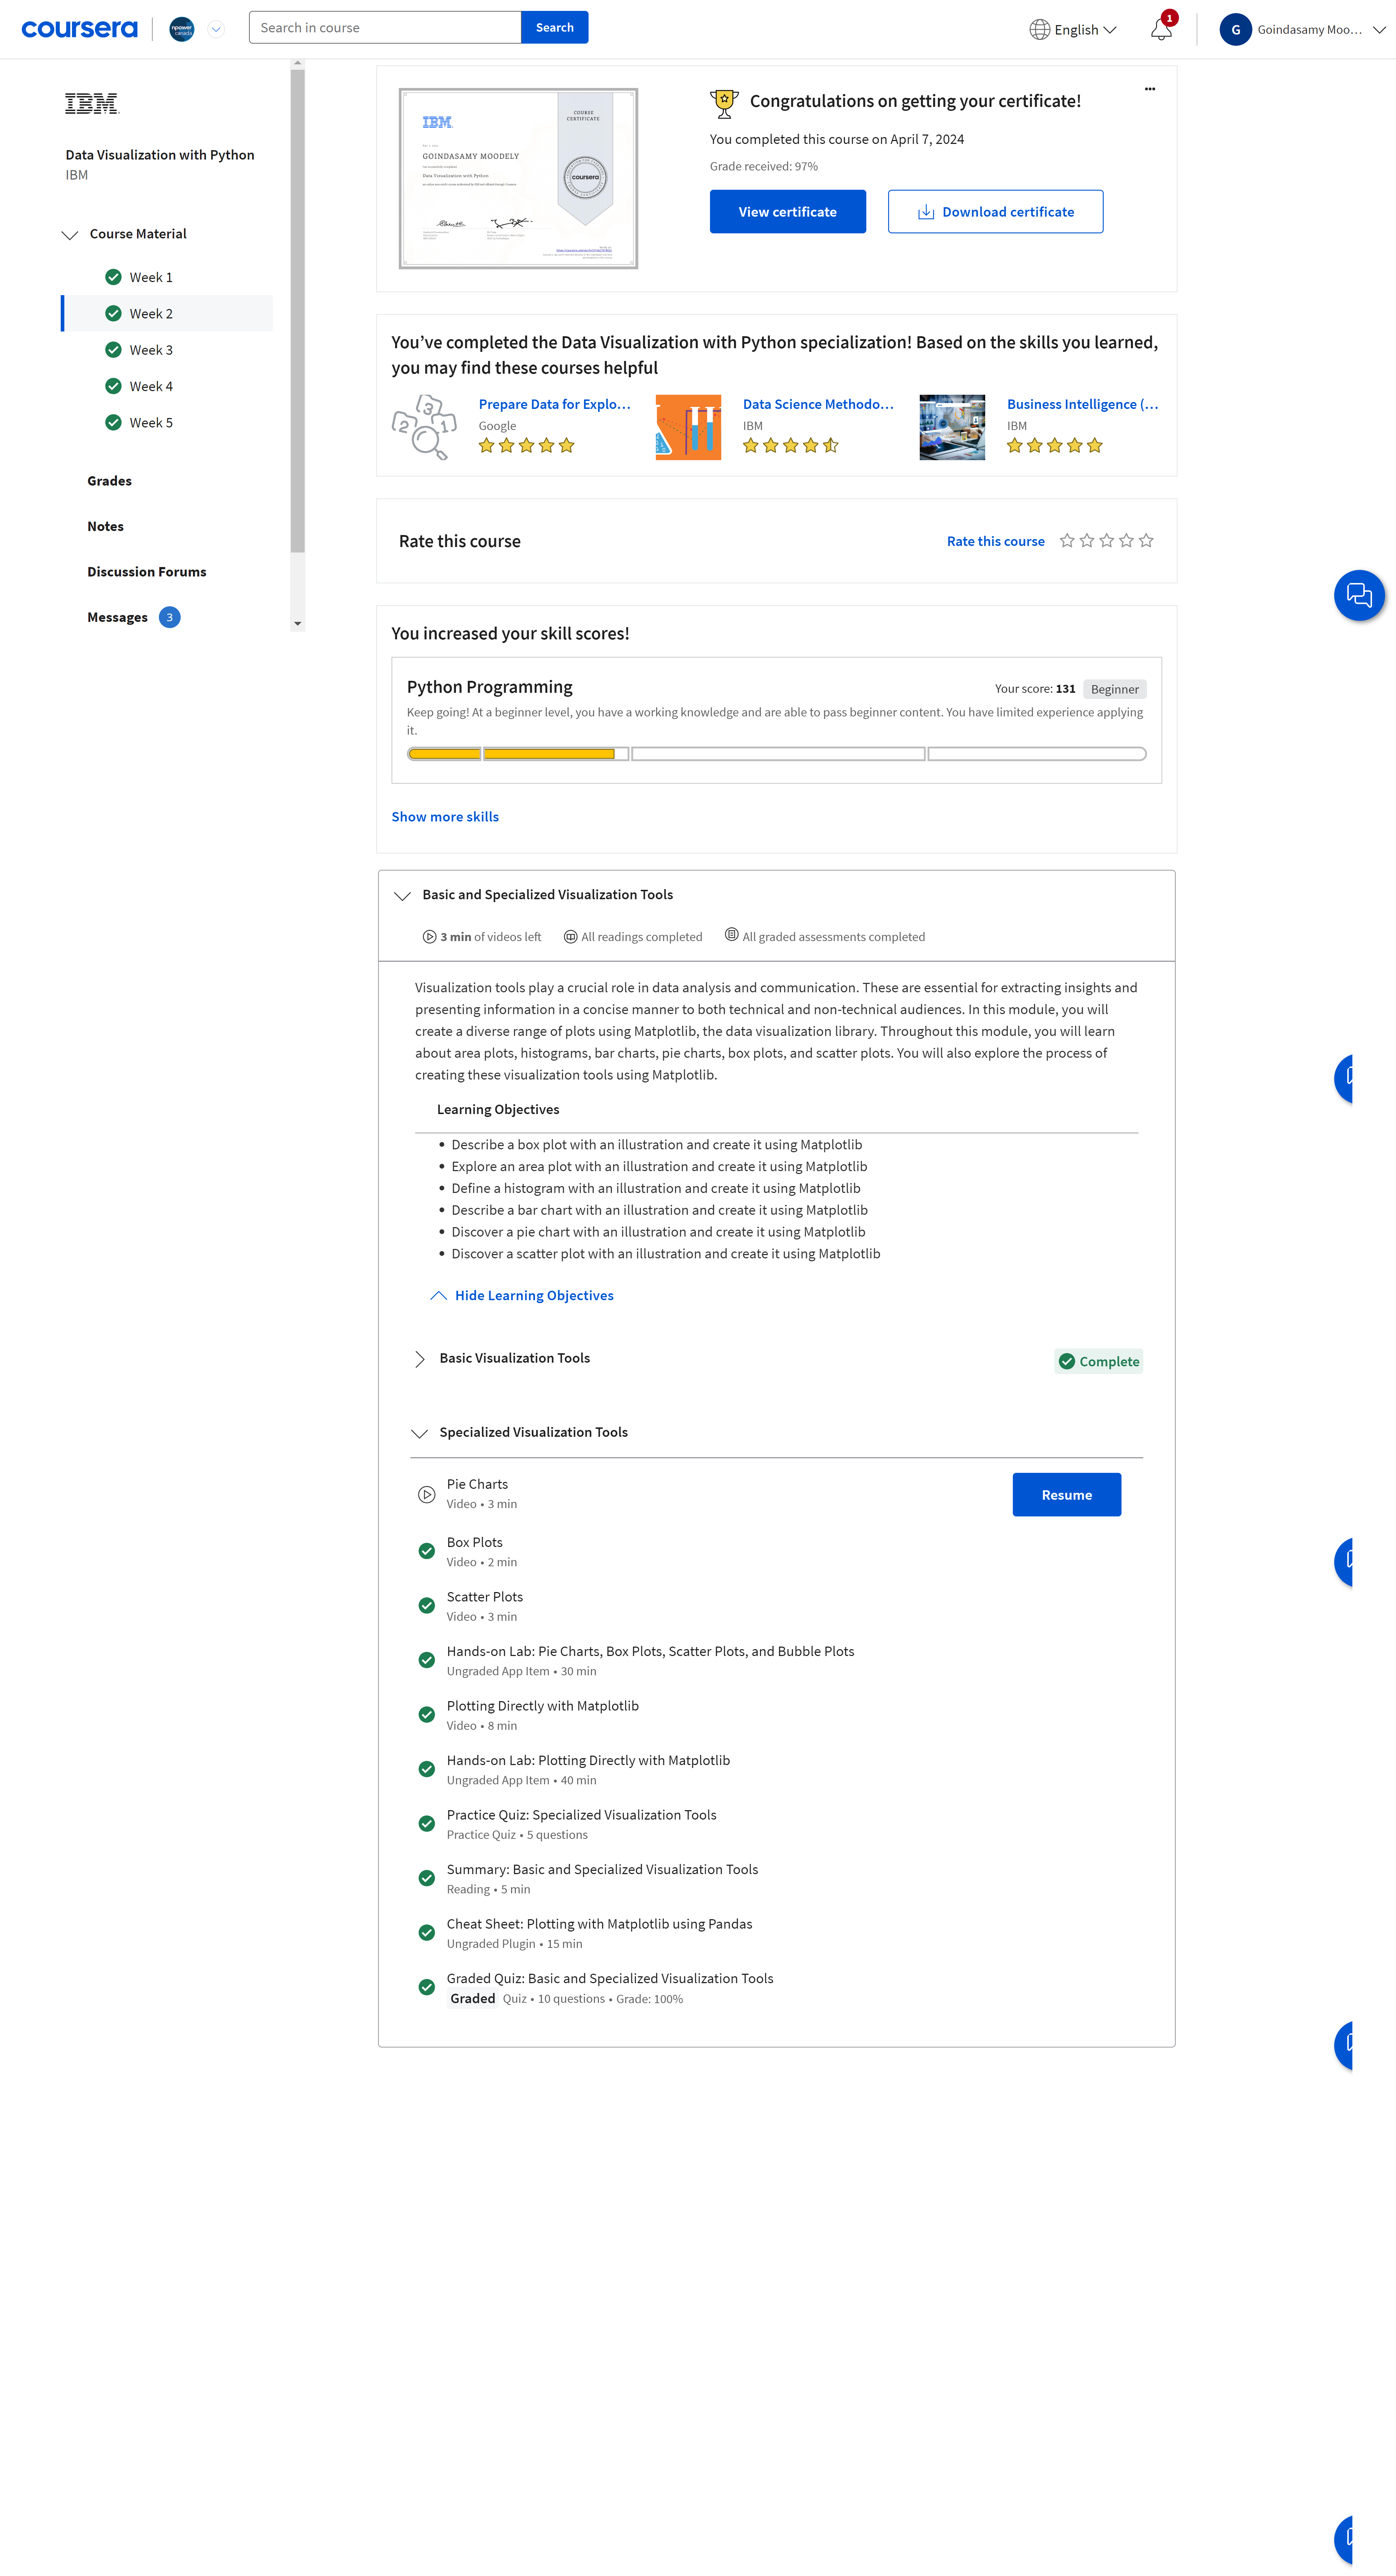 coursera
npower
canada
Search in course
Search
English
1
G
Goindasamy Moo...
IBM
Data Visualization with Python
IBM
Course Material
Week 1
Week 2
Week 3
Week 4
Week 5
Grades
Notes
Discussion Forums
Messages
3
IBM
COURSE
CERTIFICATE
GOINDASAMY MOODELY
Data Visualization with Python
coursera
Congratulations on getting your certificate!
You completed this course on April 7, 2024
Grade received: 97%
View certificate
Download certificate
You’ve completed the Data Visualization with Python specialization! Based on the skills you learned,
you may find these courses helpful
3
2
1
Prepare Data for Explo...
Google
Data Science Methodo...
IBM
Business Intelligence (...
IBM
Rate this course
Rate this course
You increased your skill scores!
Python Programming
Your score: 131
Beginner
Keep going! At a beginner level, you have a working knowledge and are able to pass beginner content. You have limited experience applying
it.
Show more skills
Basic and Specialized Visualization Tools
3 min of videos left
All readings completed
All graded assessments completed
Visualization tools play a crucial role in data analysis and communication. These are essential for extracting insights and
presenting information in a concise manner to both technical and non-technical audiences. In this module, you will
create a diverse range of plots using Matplotlib, the data visualization library. Throughout this module, you will learn
about area plots, histograms, bar charts, pie charts, box plots, and scatter plots. You will also explore the process of
creating these visualization tools using Matplotlib.
Learning Objectives
• Describe a box plot with an illustration and create it using Matplotlib
• Explore an area plot with an illustration and create it using Matplotlib
• Define a histogram with an illustration and create it using Matplotlib
• Describe a bar chart with an illustration and create it using Matplotlib
• Discover a pie chart with an illustration and create it using Matplotlib
• Discover a scatter plot with an illustration and create it using Matplotlib
Hide Learning Objectives
Basic Visualization Tools
Complete
Specialized Visualization Tools
Pie Charts
Video • 3 min
Resume
Box Plots
Video • 2 min
Scatter Plots
Video • 3 min
Hands-on Lab: Pie Charts, Box Plots, Scatter Plots, and Bubble Plots
Ungraded App Item • 30 min
Plotting Directly with Matplotlib
Video • 8 min
Hands-on Lab: Plotting Directly with Matplotlib
Ungraded App Item • 40 min
Practice Quiz: Specialized Visualization Tools
Practice Quiz • 5 questions
Summary: Basic and Specialized Visualization Tools
Reading • 5 min
Cheat Sheet: Plotting with Matplotlib using Pandas
Ungraded Plugin • 15 min
Graded Quiz: Basic and Specialized Visualization Tools
Graded Quiz • 10 questions • Grade: 100%